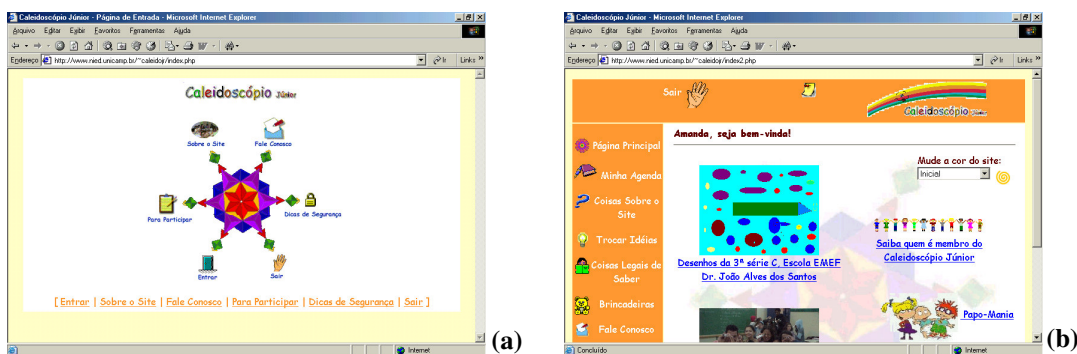 Caleidoscópio Júnior - Página de Entrada - Microsoft Internet Explorer
Arquivo Editar Exibir Favoritos Ferramentas Ajuda
Endereço http://www.nied.unicamp.br/~caleidojr/index.php Ir Links »
Caleidoscópio Júnior
Sobre o Site Fale Conosco
Para Participar Dicas de Segurança
Entrar Sair
[ Entrar | Sobre o Site | Fale Conosco | Para Participar | Dicas de Segurança | Sair ]
Internet
(a)
Caleidoscópio Júnior - Microsoft Internet Explorer
Arquivo Editar Exibir Favoritos Ferramentas Ajuda
Endereço http://www.nied.unicamp.br/~caleidojr/index2.php Ir Links »
Sair
Caleidoscópio Júnior
Página Principal
Minha Agenda
Coisas Sobre o
Site
Trocar Idéias
Coisas Legais de
Saber
Brincadeiras
Fale Conosco
Amanda, seja bem-vinda!
Mude a cor do site:
Inicial
Desenhos da 3ª série C, Escola EMEF
Dr. João Alves dos Santos
Saiba quem é membro do
Caleidoscópio Júnior
Papo-Mania
Concluído Internet
(b)